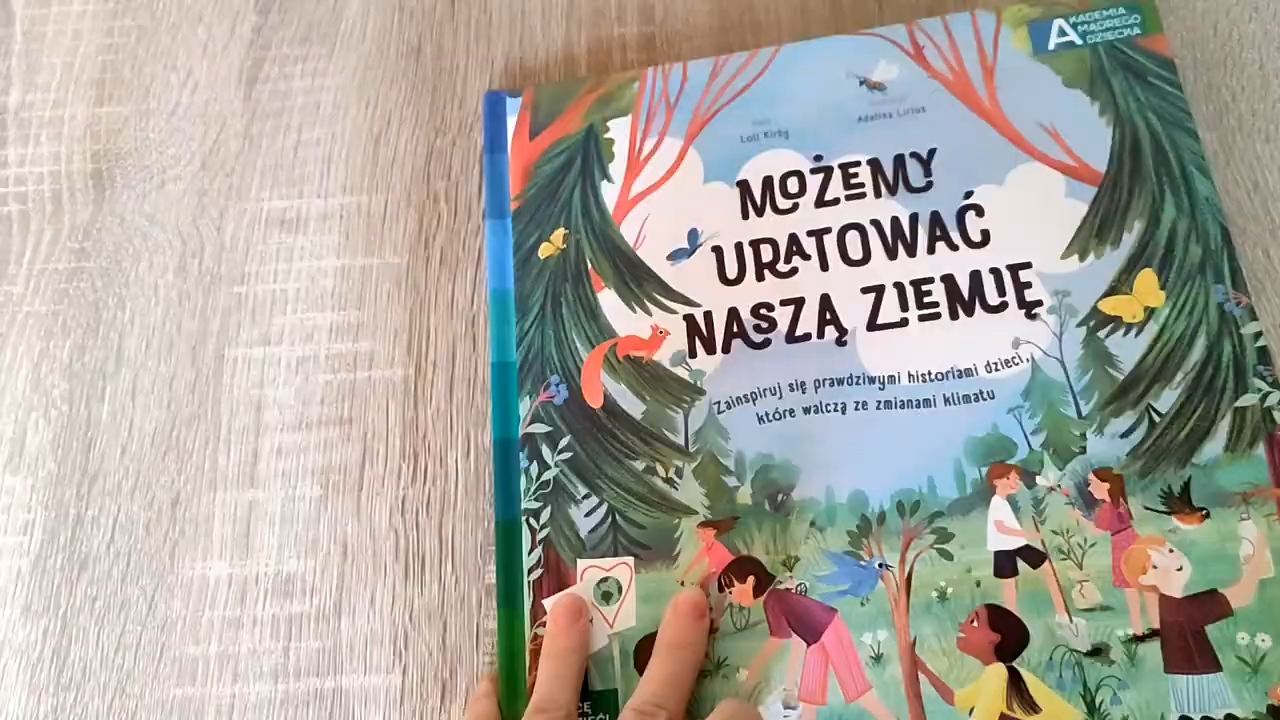 AKADEMIA
MĄDREGO
DZIECKA
Loll Kirby
Adelina Lirius
MOŻEMY
URATOWAĆ
NASZĄ ZIEMIĘ
Zainspiruj się prawdziwymi historiami dzieci,
które walczą ze zmianami klimatu